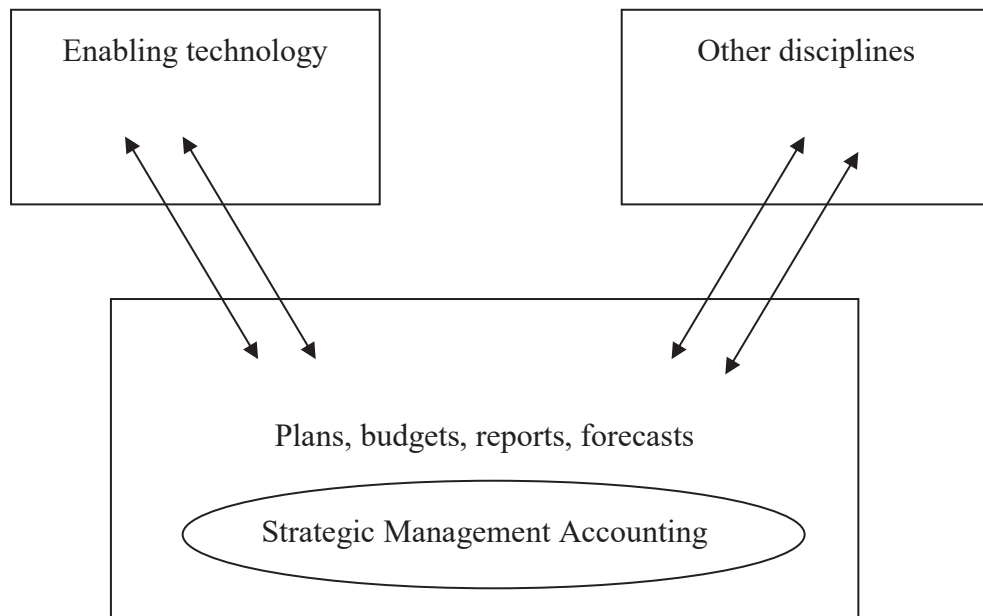 Enabling technology
Other disciplines
Plans, budgets, reports, forecasts
Strategic Management Accounting